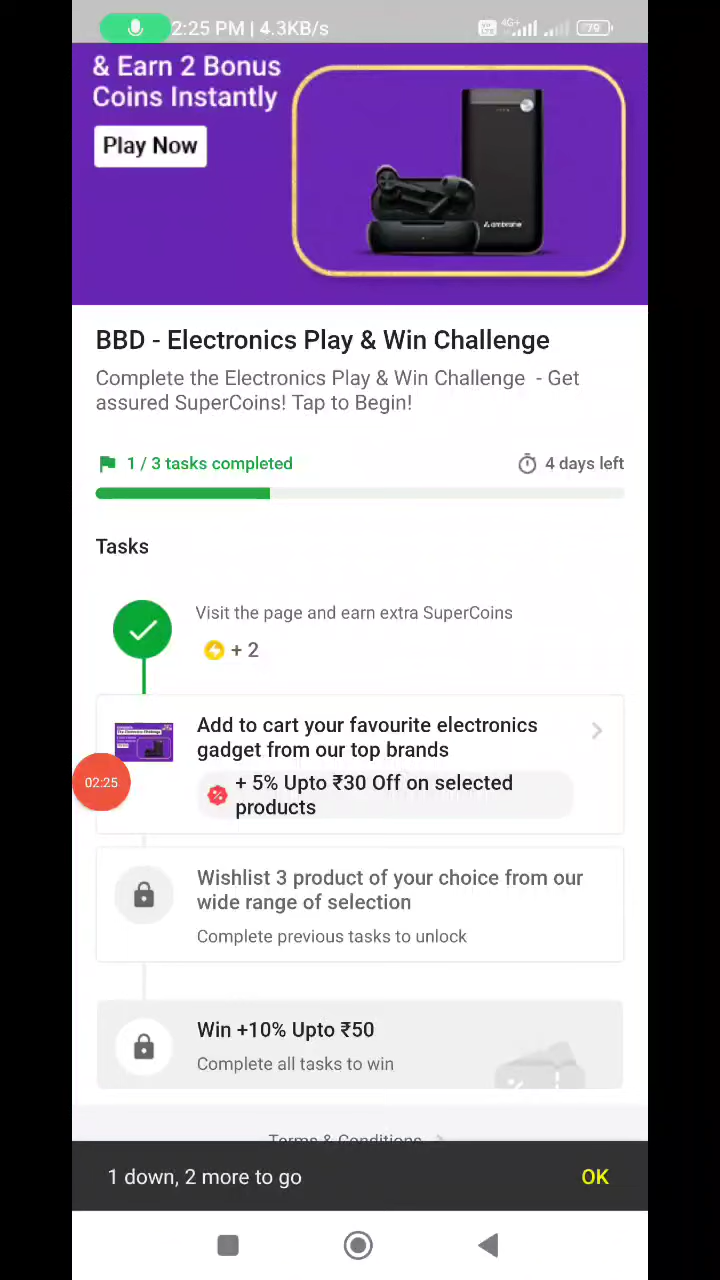 2:25 PM | 4.3KB/s
4G+
79
& Earn 2 Bonus
Coins Instantly
Play Now
ambrane
BBD - Electronics Play & Win Challenge
Complete the Electronics Play & Win Challenge - Get
assured SuperCoins! Tap to Begin!
1 / 3 tasks completed
4 days left
Tasks
Visit the page and earn extra SuperCoins
+ 2
Add to cart your favourite electronics
gadget from our top brands
+ 5% Upto ₹30 Off on selected
products
02:25
Wishlist 3 product of your choice from our
wide range of selection
Complete previous tasks to unlock
Win +10% Upto ₹50
Complete all tasks to win
Terms & Conditions
1 down, 2 more to go
OK